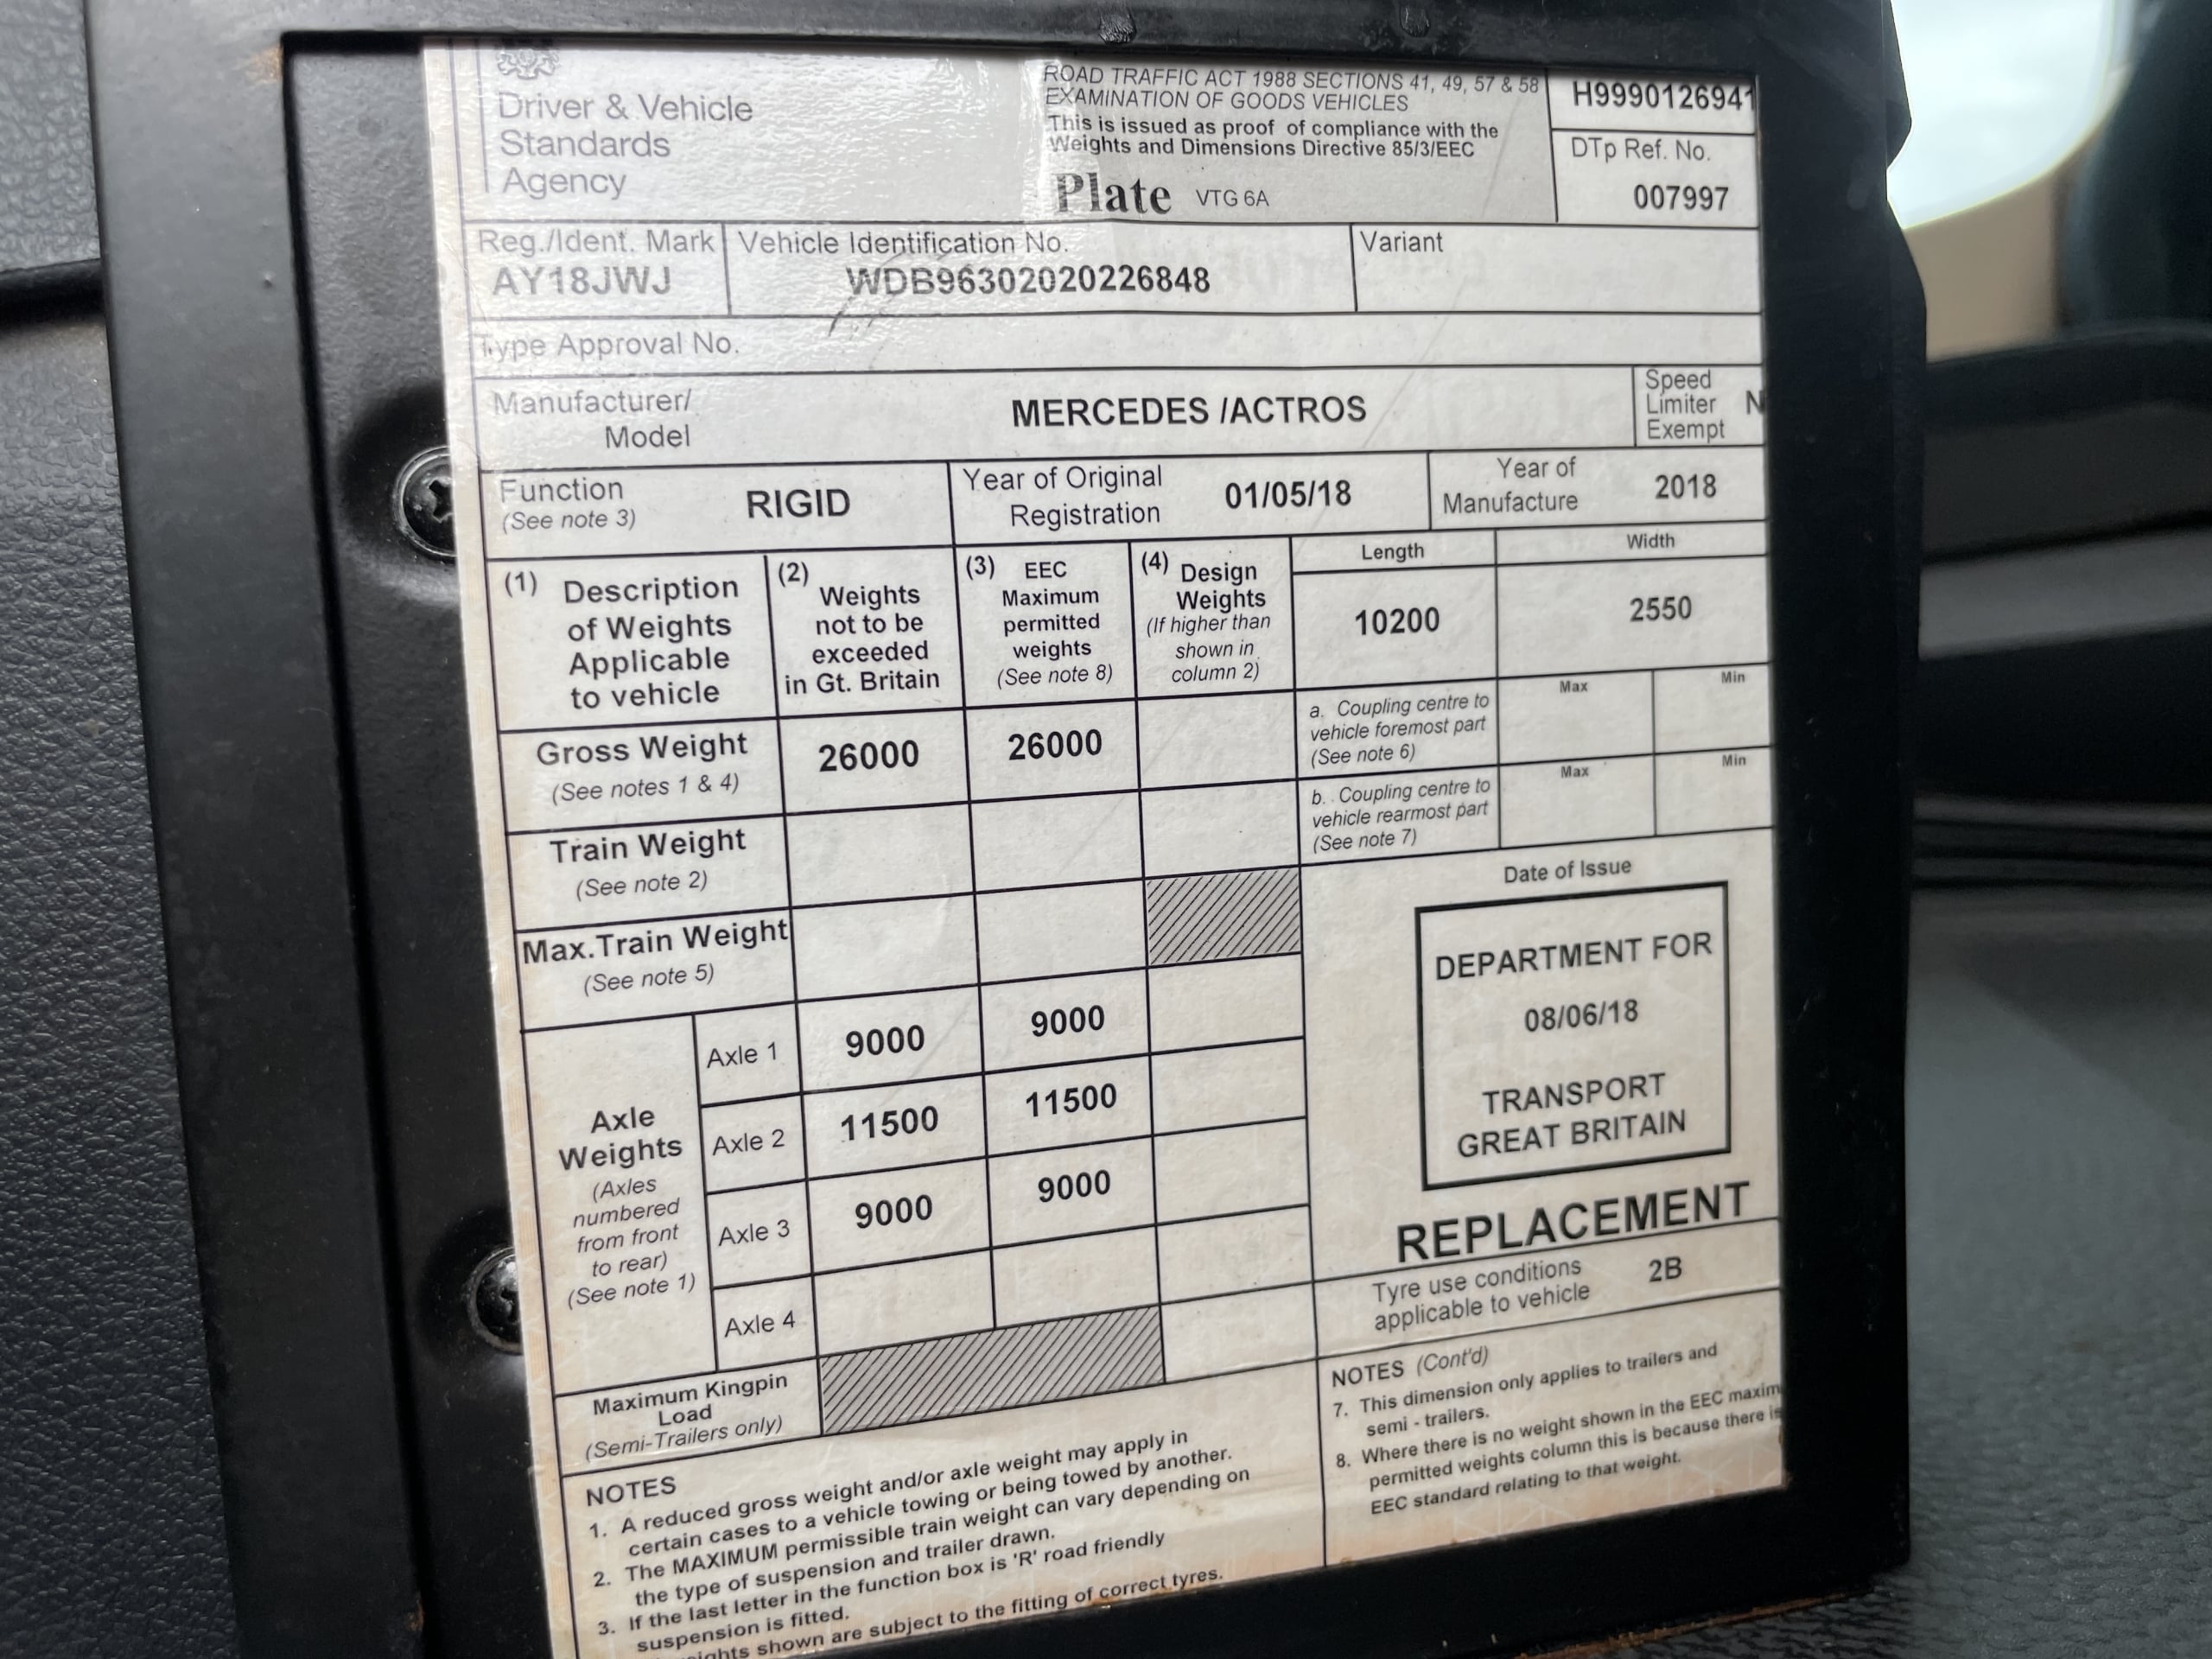 Driver & Vehicle
Standards
Agency
ROAD TRAFFIC ACT 1988 SECTIONS 41, 49, 57 & 58
EXAMINATION OF GOODS VEHICLES
This is issued as proof of compliance with the
Weights and Dimensions Directive 85/3/EEC
Plate VTG 6A
H9990126941
DTp Ref. No.
007997
Reg./Ident. Mark
AY18JWJ
Vehicle Identification No.
WDB96302020226848
Variant
Type Approval No.
Manufacturer/
Model
MERCEDES /ACTROS
Speed
Limiter
Exempt
N
Function
(See note 3)
RIGID
Year of Original
Registration
01/05/18
Year of
Manufacture
2018
(1) Description
of Weights
Applicable
to vehicle
(2) Weights
not to be
exceeded
in Gt. Britain
(3) EEC
Maximum
permitted
weights
(See note 8)
(4) Design
Weights
(If higher than
shown in
column 2)
Length
10200
Width
2550
Gross Weight
(See notes 1 & 4)
26000
26000
a. Coupling centre to
vehicle foremost part
(See note 6)
Max
Min
Train Weight
(See note 2)
b. Coupling centre to
vehicle rearmost part
(See note 7)
Max
Min
Max.Train Weight
(See note 5)
Axle
Weights
(Axles
numbered
from front
to rear)
(See note 1)
Axle 1
9000
9000
Axle 2
11500
11500
Axle 3
9000
9000
Axle 4
Maximum Kingpin
Load
(Semi-Trailers only)
Date of Issue
DEPARTMENT FOR
08/06/18
TRANSPORT
GREAT BRITAIN
REPLACEMENT
Tyre use conditions
applicable to vehicle
2B
NOTES
1. A reduced gross weight and/or axle weight may apply in
certain cases to a vehicle towing or being towed by another.
2. The MAXIMUM permissible train weight can vary depending on
the type of suspension and trailer drawn.
3. If the last letter in the function box is 'R' road friendly
suspension is fitted.
shown are subject to the fitting of correct tyres.
NOTES (Cont'd)
7. This dimension only applies to trailers and
semi - trailers.
8. Where there is no weight shown in the EEC maxim
permitted weights column this is because there is
EEC standard relating to that weight.